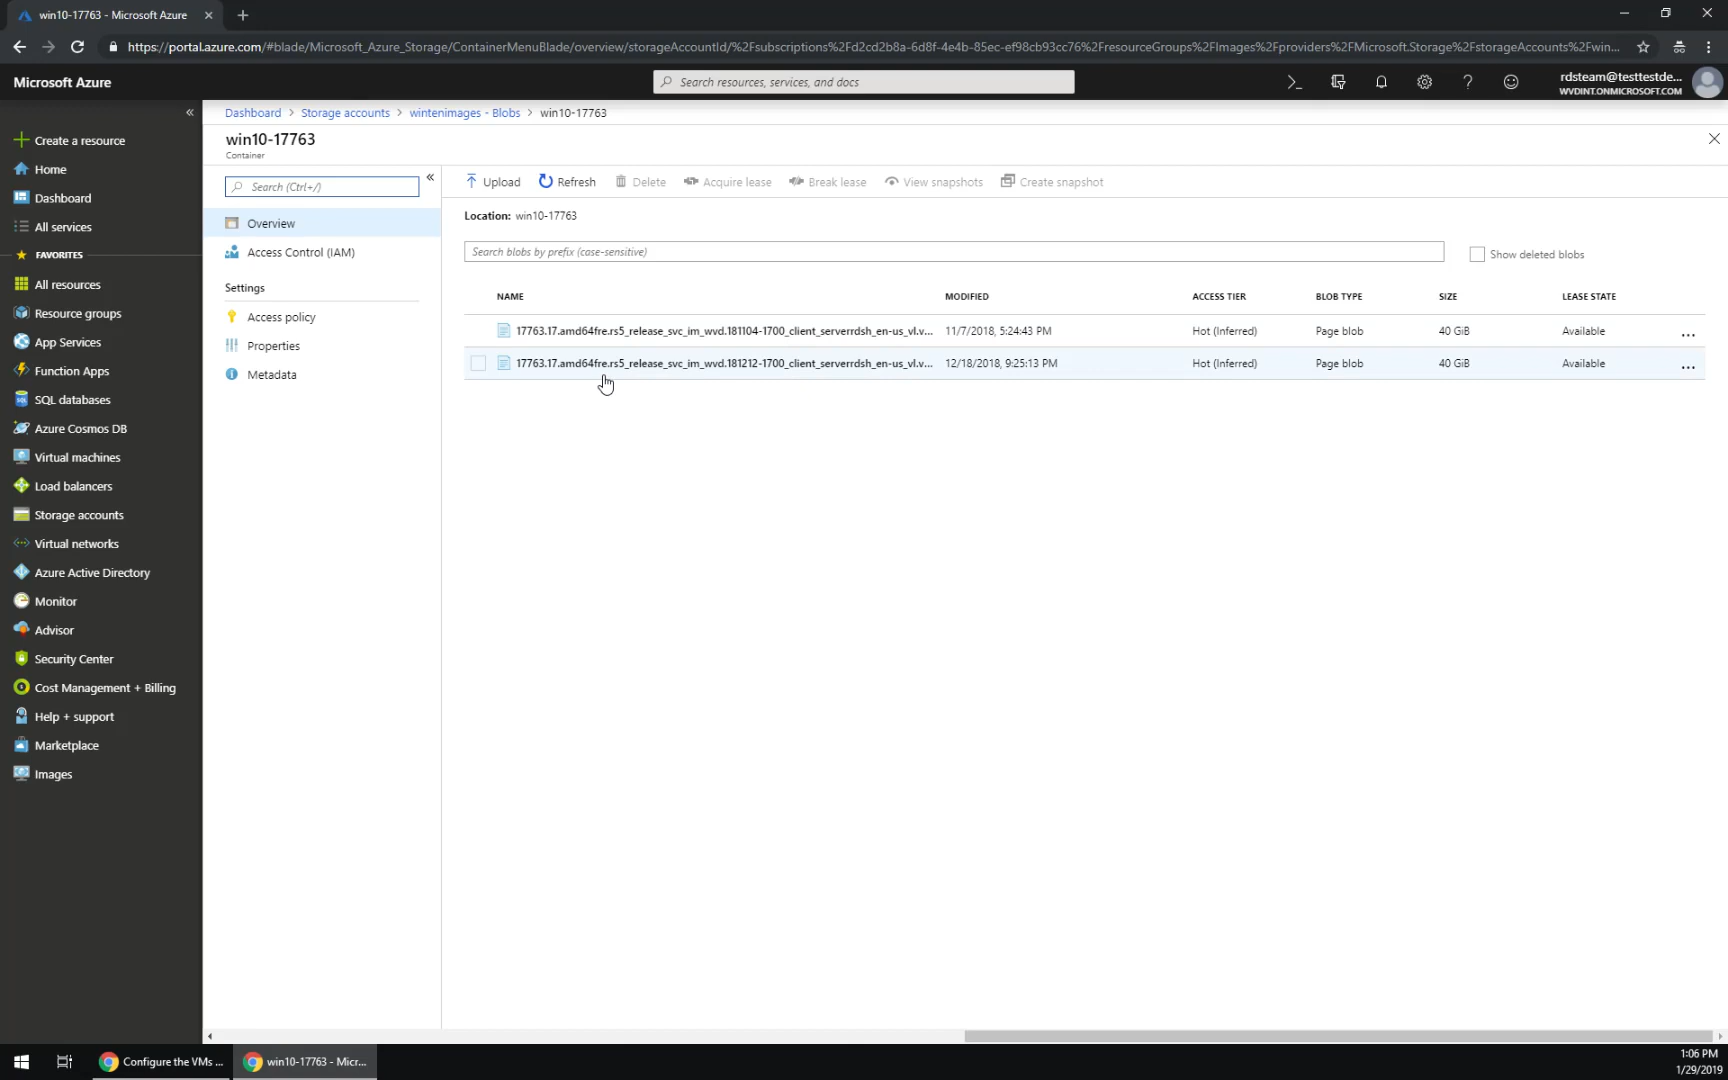 win10-17763 - Microsoft Azure
https://portal.azure.com/#blade/Microsoft_Azure_Storage/ContainerMenuBlade/overview/storageAccountId/%2Fsubscriptions%2Fd2cd2b8a-6d8f-4e4b-85ec-ef98cb93cc76%2FresourceGroups%2FImages%2Fproviders%2FMicrosoft.Storage%2FstorageAccounts%2Fwin...
Microsoft Azure
Search resources, services, and docs
rdsteam@testtestde...
WVDINT.ONMICROSOFT.COM
Create a resource
Home
Dashboard
All services
FAVORITES
All resources
Resource groups
App Services
Function Apps
SQL databases
Azure Cosmos DB
Virtual machines
Load balancers
Storage accounts
Virtual networks
Azure Active Directory
Monitor
Advisor
Security Center
Cost Management + Billing
Help + support
Marketplace
Images
Dashboard > Storage accounts > wintenimages - Blobs > win10-17763
win10-17763
Container
Search (Ctrl+/)
Overview
Access Control (IAM)
Settings
Access policy
Properties
Metadata
Upload Refresh Delete Acquire lease Break lease View snapshots Create snapshot
Location: win10-17763
Search blobs by prefix (case-sensitive)
Show deleted blobs
NAME MODIFIED ACCESS TIER BLOB TYPE SIZE LEASE STATE
17763.17.amd64fre.rs5_release_svc_im_wvd.181104-1700_client_serverrdsh_en-us_vl.v... 11/7/2018, 5:24:43 PM Hot (Inferred) Page blob 40 GiB Available ...
17763.17.amd64fre.rs5_release_svc_im_wvd.181212-1700_client_serverrdsh_en-us_vl.v... 12/18/2018, 9:25:13 PM Hot (Inferred) Page blob 40 GiB Available ...
Configure the VMs ...
win10-17763 - Micr...
1:06 PM
1/29/2019